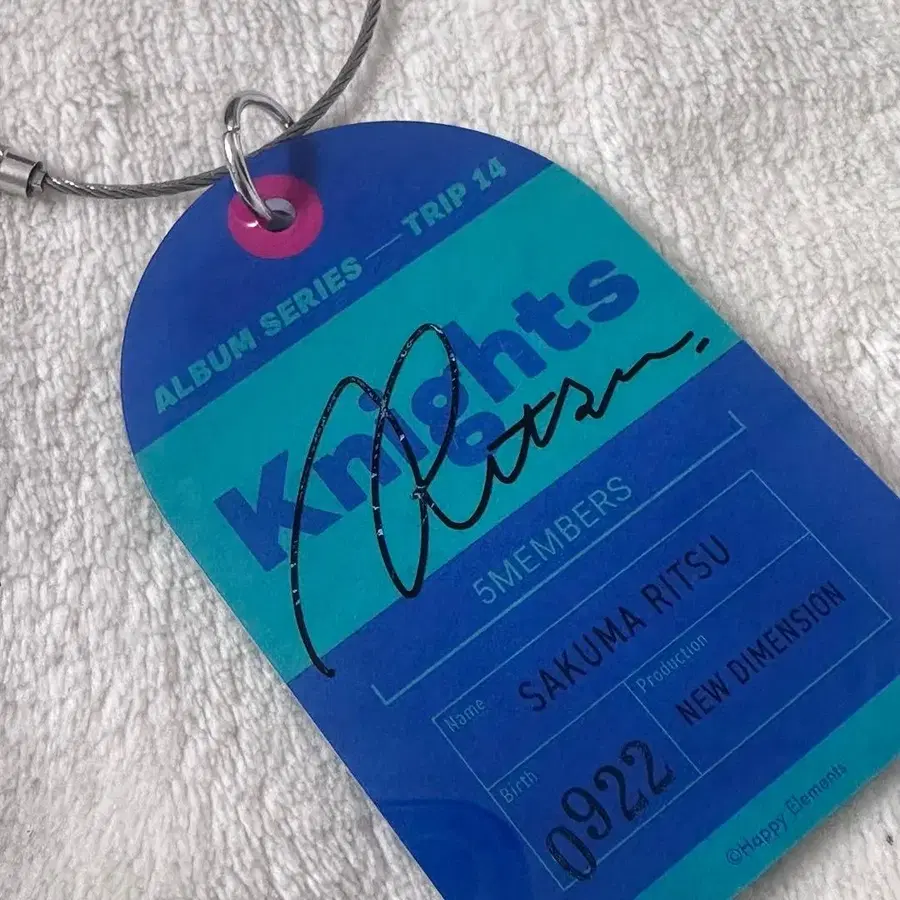 ALBUM SERIES — TRIP 14
Knights
Ritsu.
5MEMBERS
Name
SAKUMA RITSU
Birth
0922
Production
NEW DIMENSION
©Happy Elements